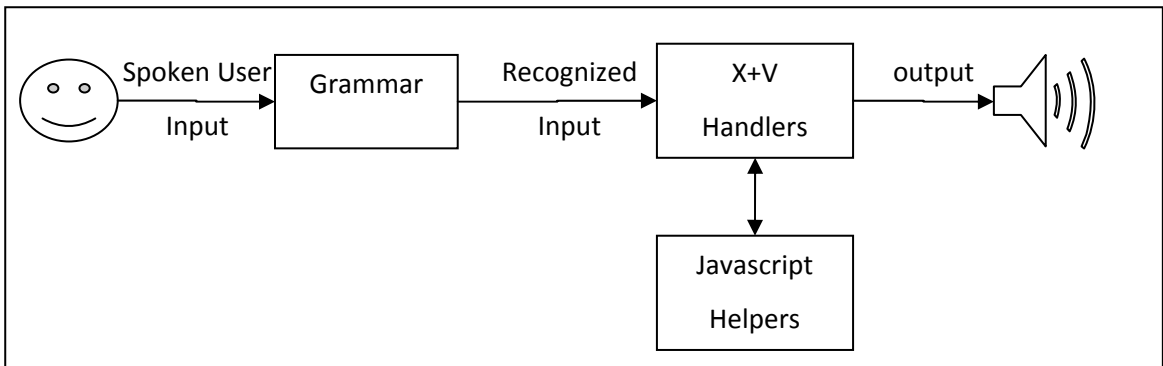 Spoken User
Input
Grammar
Recognized
Input
X+V
Handlers
output
Javascript
Helpers